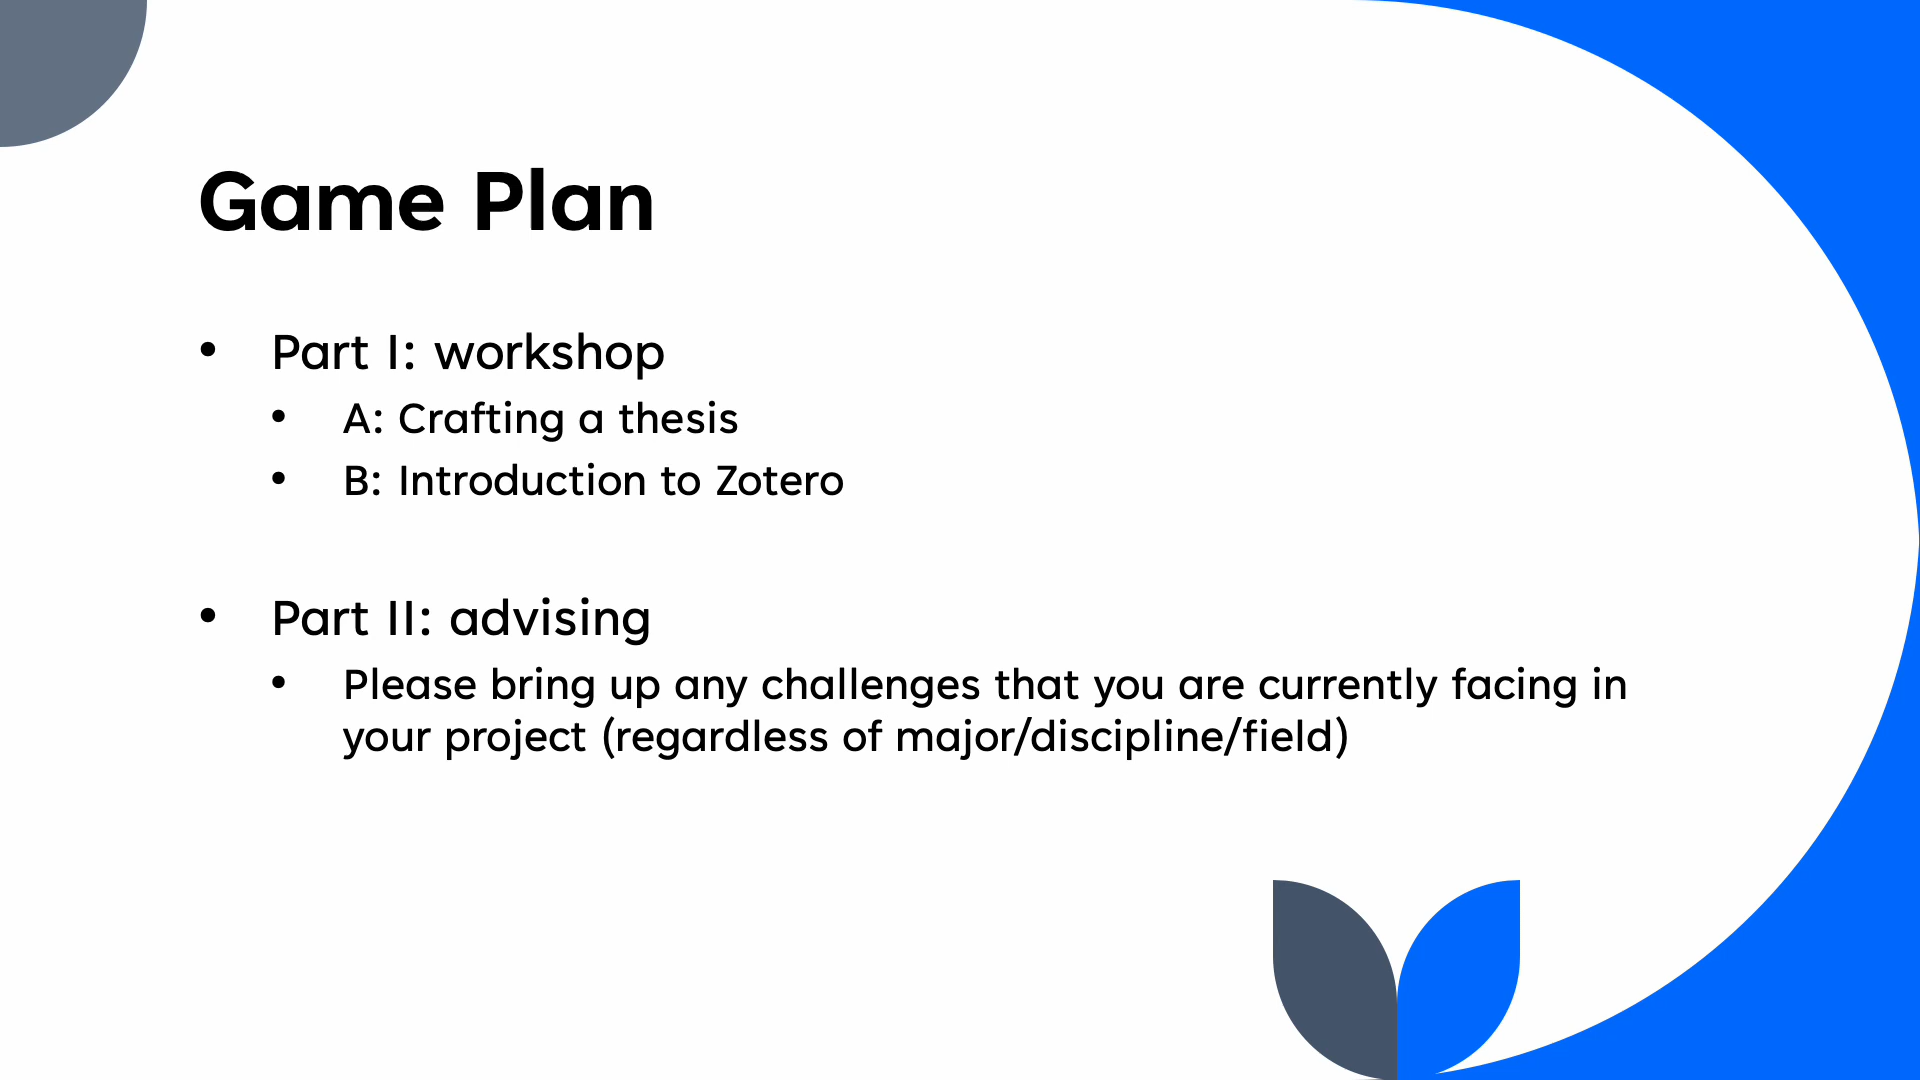 Game Plan
• Part I: workshop
• A: Crafting a thesis
• B: Introduction to Zotero
• Part II: advising
• Please bring up any challenges that you are currently facing in
your project (regardless of major/discipline/field)